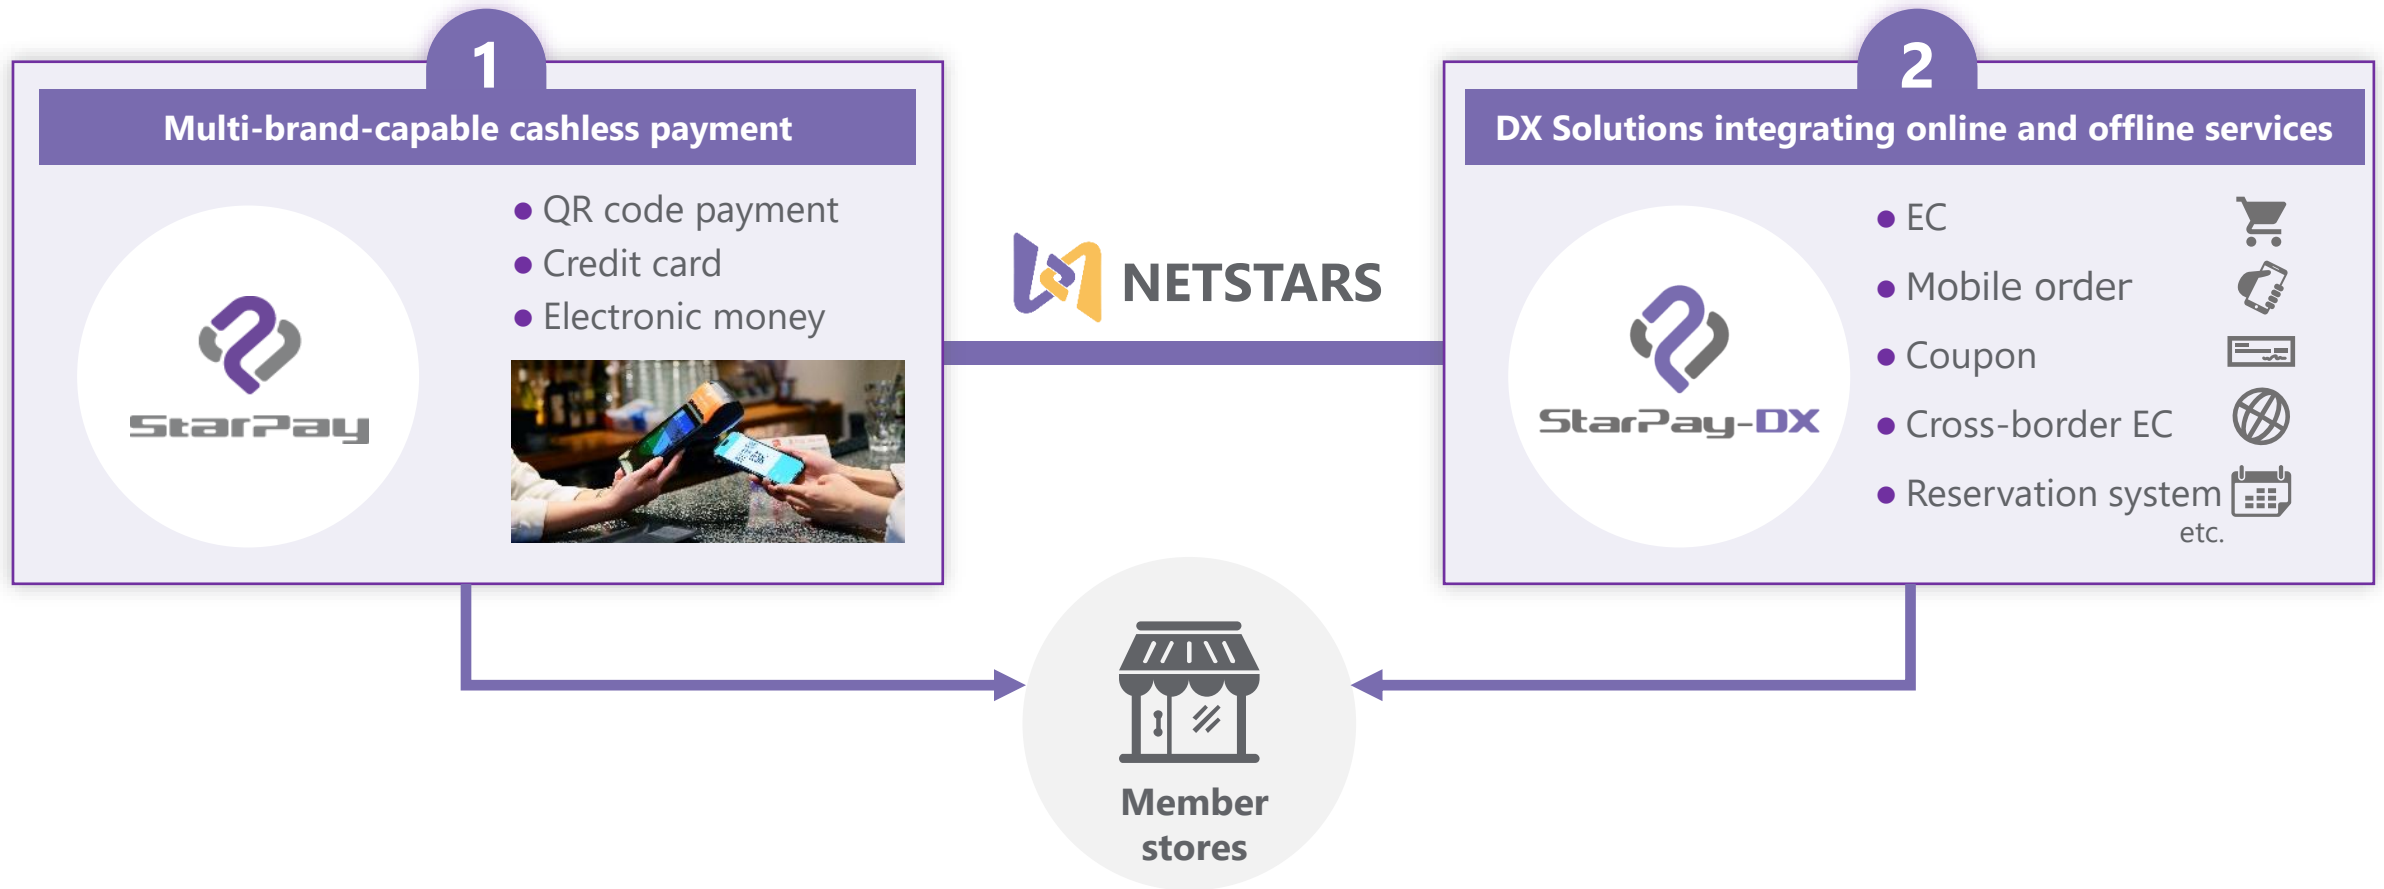 1
Multi-brand-capable cashless payment
StarPay
● QR code payment
● Credit card
● Electronic money
NETSTARS
2
DX Solutions integrating online and offline services
StarPay-DX
● EC
● Mobile order
● Coupon
● Cross-border EC
● Reservation system
etc.
Member
stores